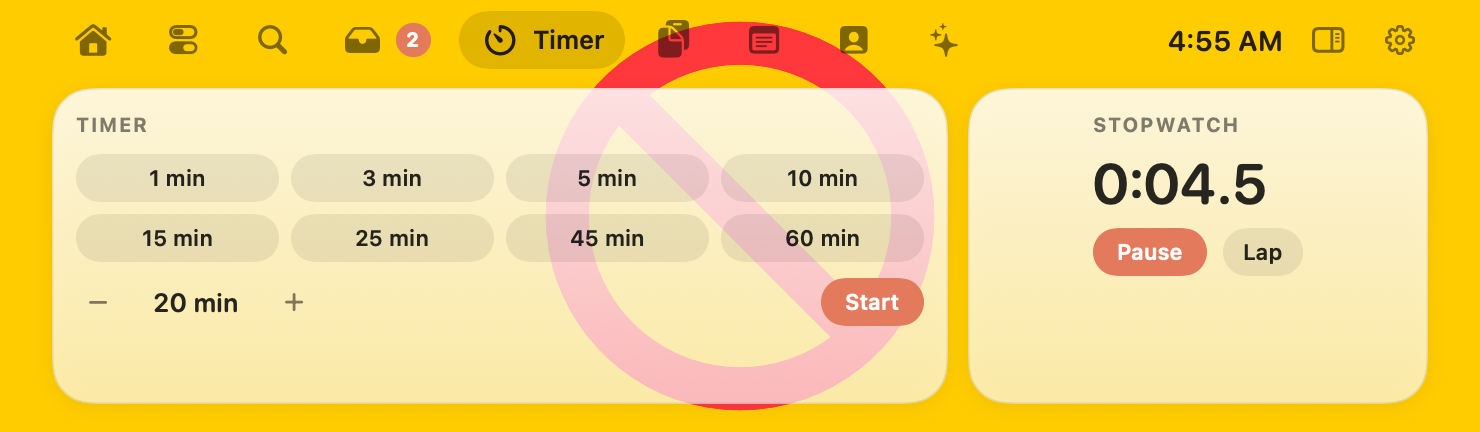 2
Timer
4:55 AM
TIMER
1 min
3 min
5 min
10 min
15 min
25 min
45 min
60 min
− 20 min +
Start
STOPWATCH
0:04.5
Pause
Lap